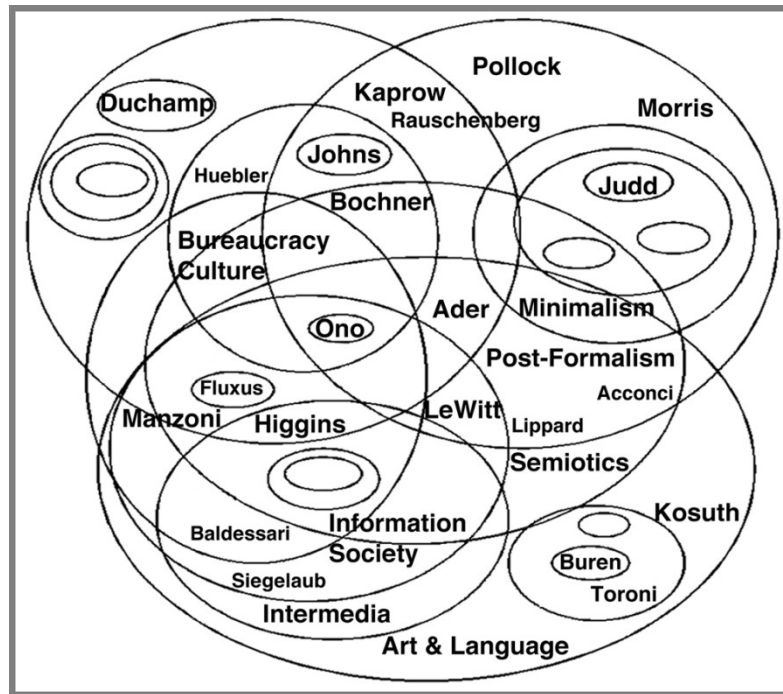 Pollock
Kaprow
Duchamp
Morris
Rauschenberg
Johns
Huebler
Judd
Bochner
Bureaucracy
Culture
Ader
Minimalism
Ono
Post-Formalism
Fluxus
Acconci
Manzoni
LeWitt
Higgins
Lippard
Semiotics
Kosuth
Baldessari
Information
Society
Buren
Siegelaub
Toroni
Intermedia
Art & Language